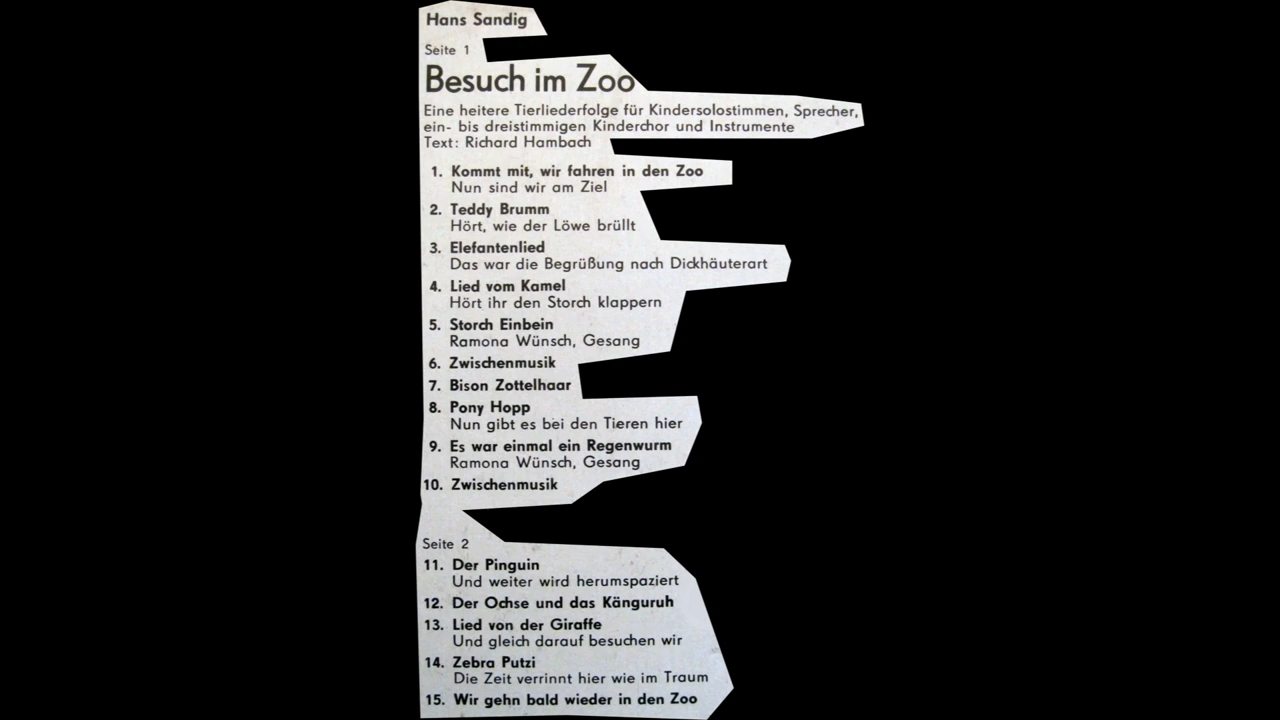 Hans Sandig
Seite 1
Besuch im Zoo
Eine heitere Tierliederfolge für Kindersolostimmen, Sprecher,
ein- bis dreistimmigen Kinderchor und Instrumente
Text: Richard Hambach
1. Kommt mit, wir fahren in den Zoo
Nun sind wir am Ziel
2. Teddy Brumm
Hört, wie der Löwe brüllt
3. Elefantenlied
Das war die Begrüßung nach Dickhäuterart
4. Lied vom Kamel
Hört ihr den Storch klappern
5. Storch Einbein
Ramona Wünsch, Gesang
6. Zwischenmusik
7. Bison Zottelhaar
8. Pony Hopp
Nun gibt es bei den Tieren hier
9. Es war einmal ein Regenwurm
Ramona Wünsch, Gesang
10. Zwischenmusik
Seite 2
11. Der Pinguin
Und weiter wird herumspaziert
12. Der Ochse und das Känguruh
13. Lied von der Giraffe
Und gleich darauf besuchen wir
14. Zebra Putzi
Die Zeit verrinnt hier wie im Traum
15. Wir gehn bald wieder in den Zoo